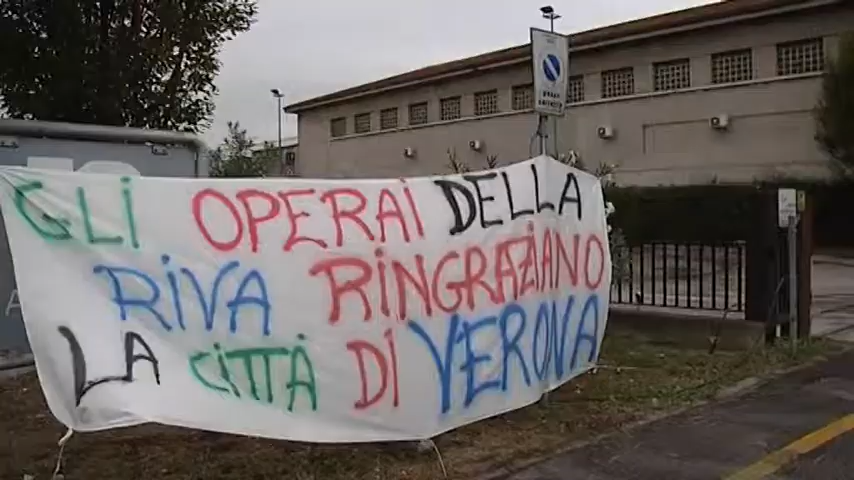 GLi OPERAi DELLA
RiVA RiNGRAZiANO
LA CiTTÀ Di VERONA